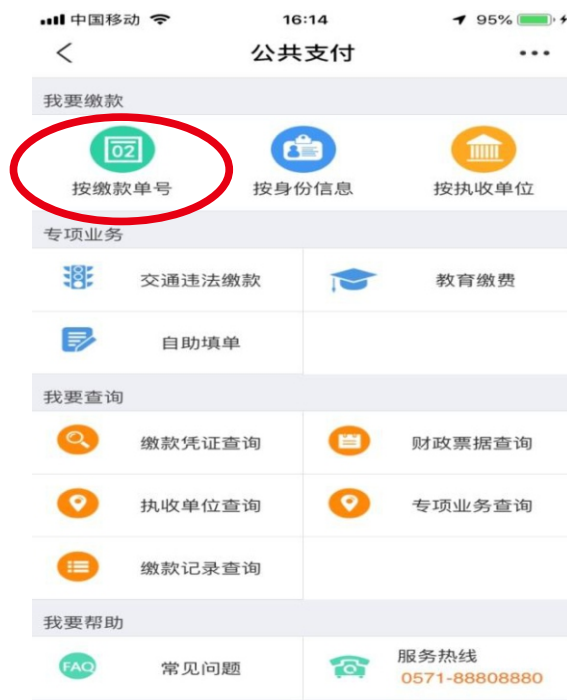 中国移动 16:14 95%
公共支付
我要缴款
02
按缴款单号 按身份信息 按执收单位
专项业务
交通违法缴款 教育缴费
自助填单
我要查询
缴款凭证查询 财政票据查询
执收单位查询 专项业务查询
缴款记录查询
我要帮助
FAQ 常见问题 服务热线
0571-88808880